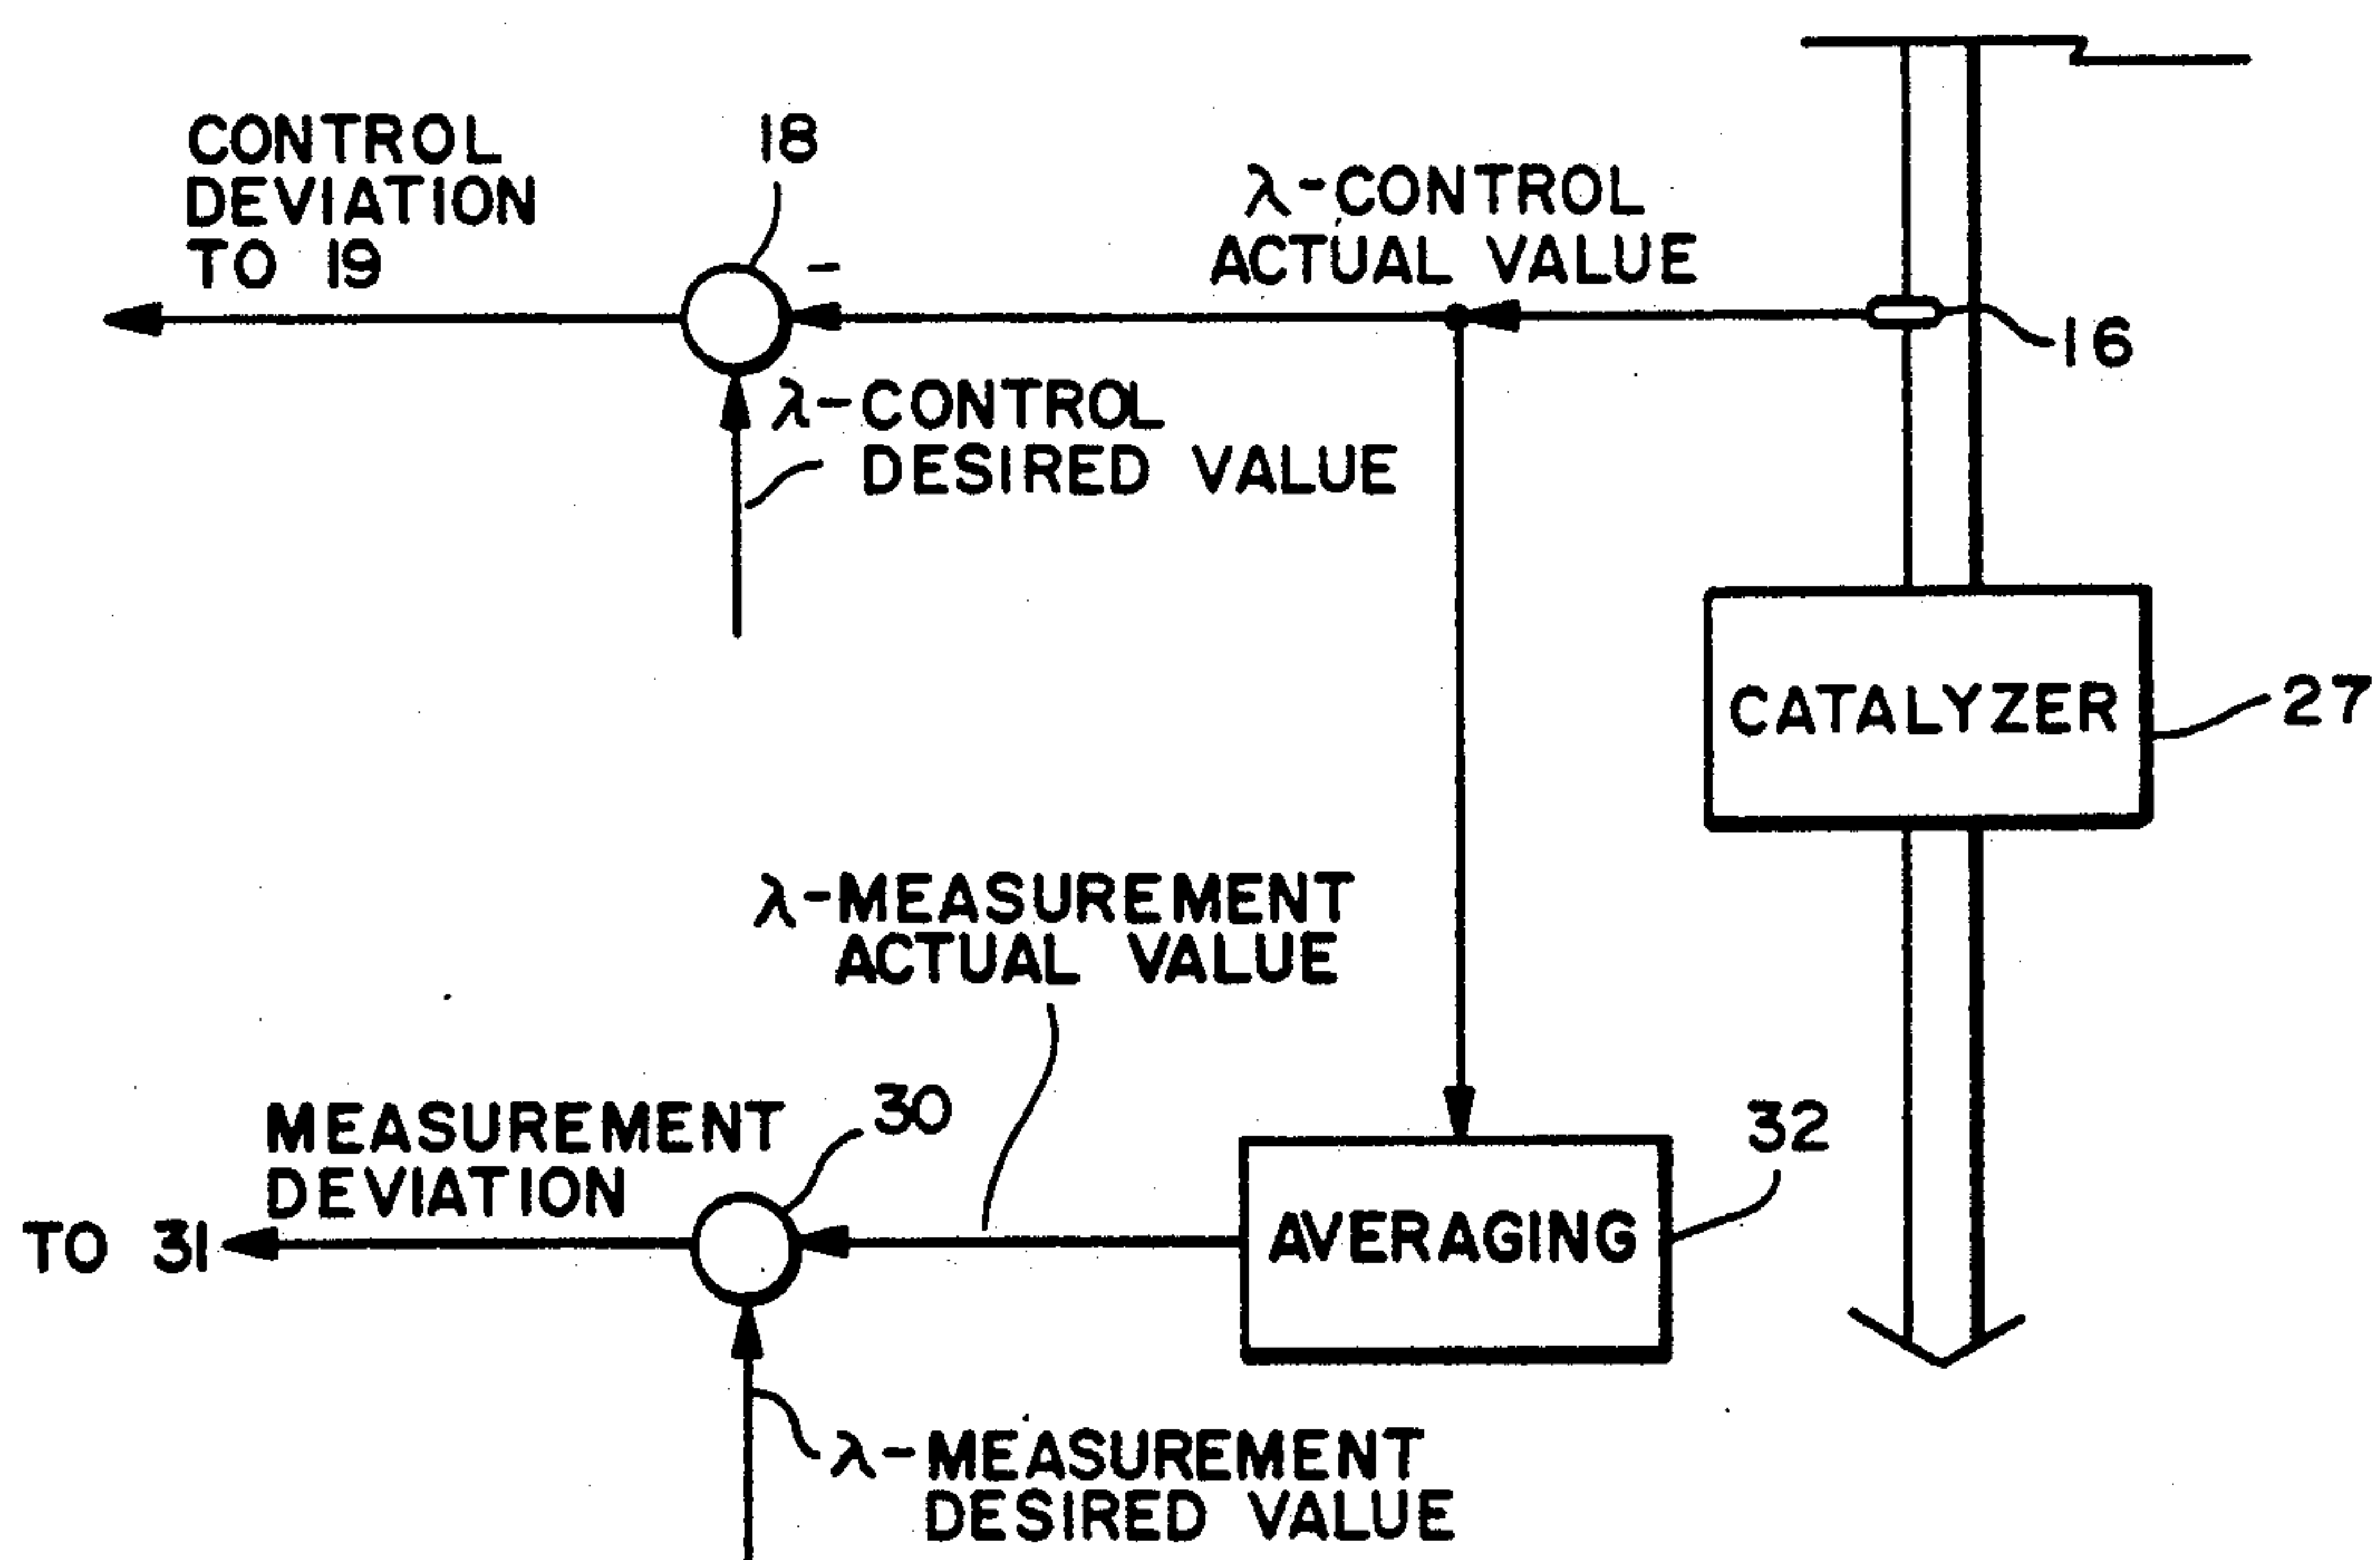 CONTROL
DEVIATION
TO 19
18
λ-CONTROL
ACTUAL VALUE
16
λ-CONTROL
DESIRED VALUE
CATALYZER
27
λ-MEASUREMENT
ACTUAL VALUE
MEASUREMENT
DEVIATION
TO 31
30
AVERAGING
32
λ-MEASUREMENT
DESIRED VALUE
-